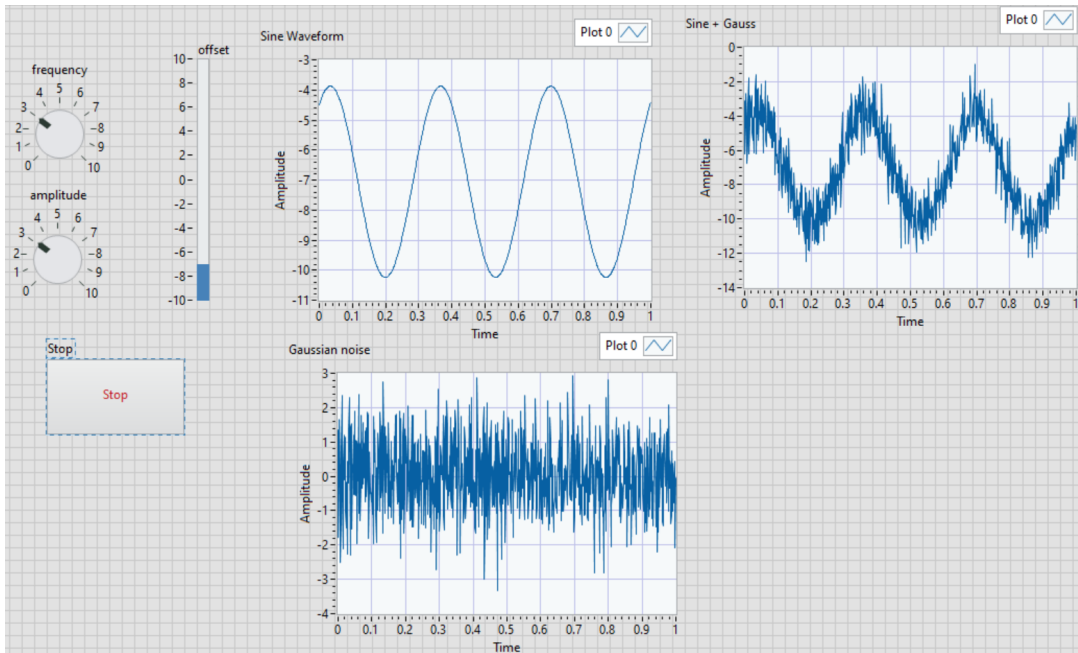 frequency
0 1 2 3 4 5 6 7 8 9 10
amplitude
0 1 2 3 4 5 6 7 8 9 10
offset
10
8
6
4
2
0
-2
-4
-6
-8
-10
Stop
Stop
Sine Waveform
Plot 0
Amplitude
-3
-4
-5
-6
-7
-8
-9
-10
-11
0 0.1 0.2 0.3 0.4 0.5 0.6 0.7 0.8 0.9 1
Time
Sine + Gauss
Plot 0
Amplitude
0
-2
-4
-6
-8
-10
-12
-14
0 0.1 0.2 0.3 0.4 0.5 0.6 0.7 0.8 0.9 1
Time
Gaussian noise
Plot 0
Amplitude
3
2
1
0
-1
-2
-3
-4
0 0.1 0.2 0.3 0.4 0.5 0.6 0.7 0.8 0.9 1
Time